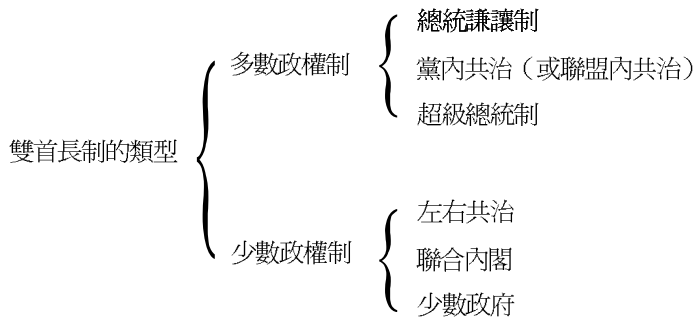 雙首長制的類型
多數政權制
總統謙讓制
黨內共治（或聯盟內共治）
超級總統制
少數政權制
左右共治
聯合內閣
少數政府